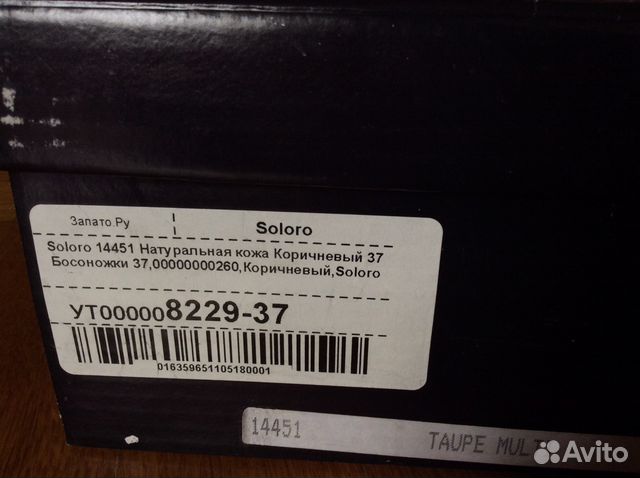 Запато.Ру
Soloro
Soloro 14451 Натуральная кожа Коричневый 37
Босоножки 37,00000000260,Коричневый,Soloro
УТ000008229-37
016359651105180001
14451 TAUPE
Avito